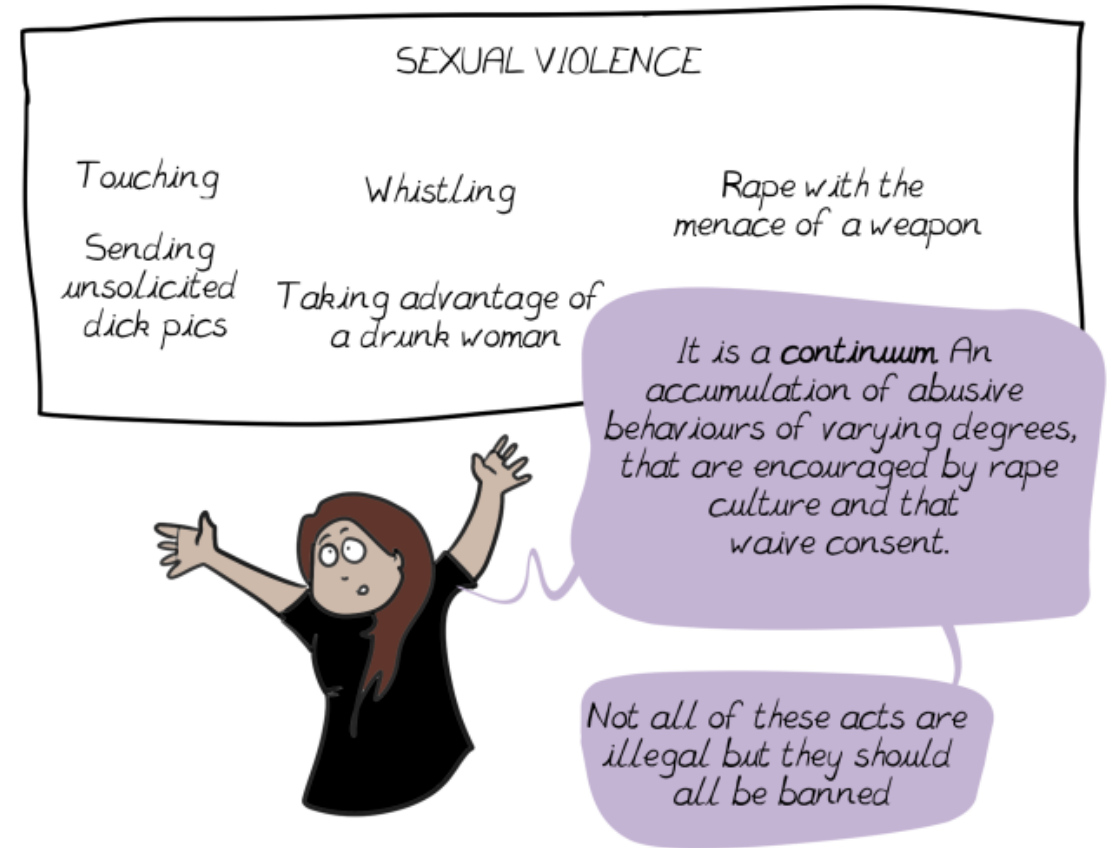 SEXUAL VIOLENCE
Touching
Whistling
Rape with the
menace of a weapon
Sending
unsolicited
dick pics
Taking advantage of
a drunk woman
It is a continuum An
accumulation of abusive
behaviours of varying degrees,
that are encouraged by rape
culture and that
waive consent.
Not all of these acts are
illegal but they should
all be banned